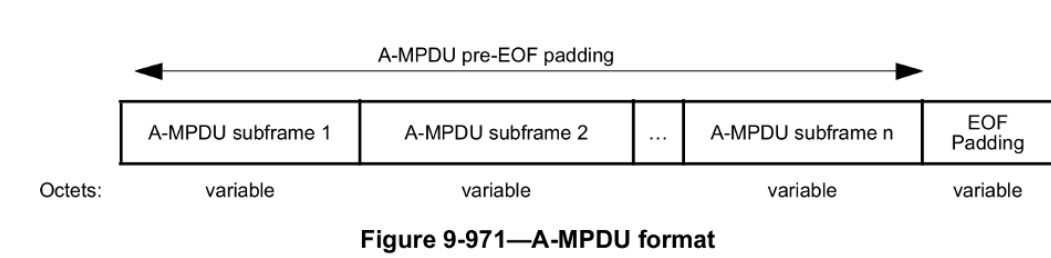 A-MPDU pre-EOF padding
A-MPDU subframe 1 A-MPDU subframe 2 ... A-MPDU subframe n EOF Padding
Octets: variable variable variable variable
Figure 9-971—A-MPDU format